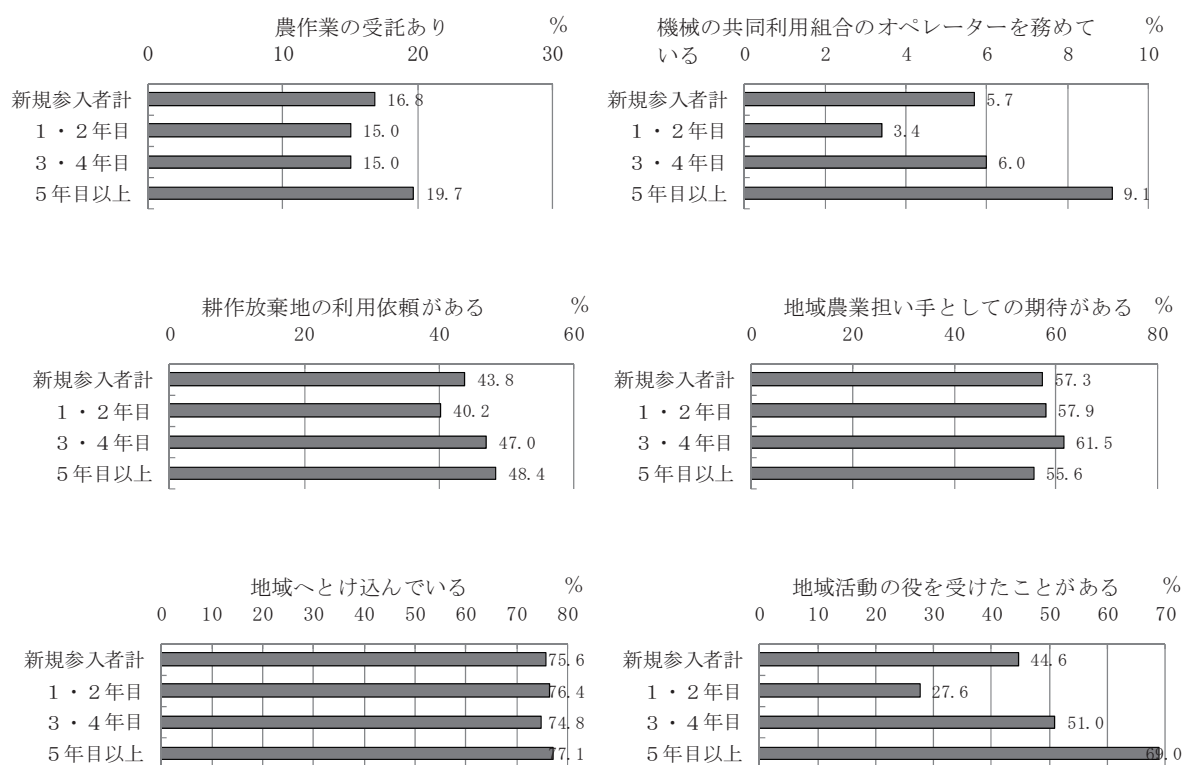 農作業の受託あり %
0 10 20 30
新規参入者計 16.8
1・2年目 15.0
3・4年目 15.0
5年目以上 19.7
機械の共同利用組合のオペレーターを務めて %
いる 0 2 4 6 8 10
新規参入者計 5.7
1・2年目 3.4
3・4年目 6.0
5年目以上 9.1
耕作放棄地の利用依頼がある %
0 20 40 60
新規参入者計 43.8
1・2年目 40.2
3・4年目 47.0
5年目以上 48.4
地域農業担い手としての期待がある %
0 20 40 60 80
新規参入者計 57.3
1・2年目 57.9
3・4年目 61.5
5年目以上 55.6
地域へとけ込んでいる %
0 10 20 30 40 50 60 70 80
新規参入者計 75.6
1・2年目 76.4
3・4年目 74.8
5年目以上 77.1
地域活動の役を受けたことがある %
0 10 20 30 40 50 60 70
新規参入者計 44.6
1・2年目 27.6
3・4年目 51.0
5年目以上 69.0